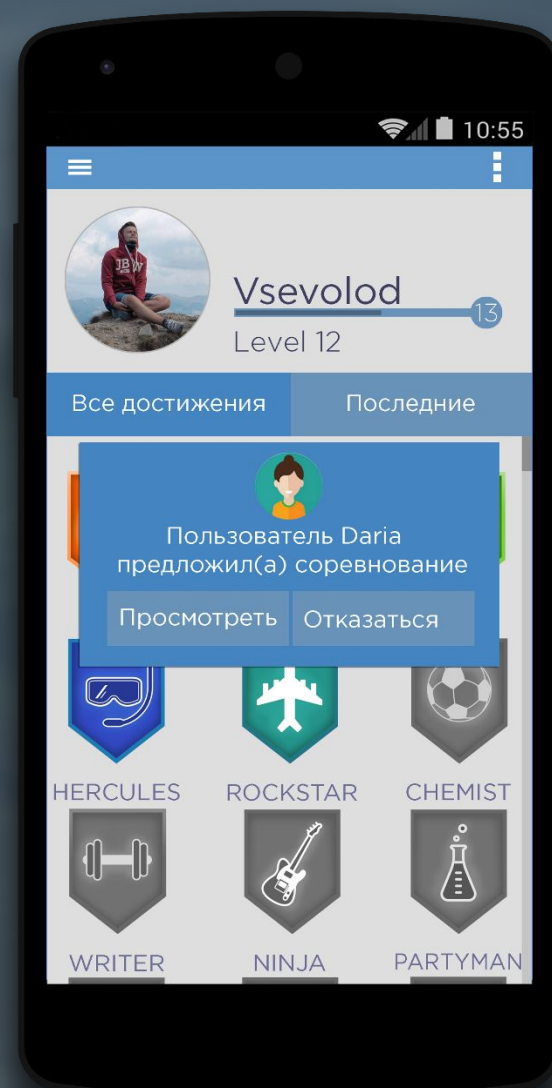 10:55
Vsevolod
13
Level 12
Все достижения
Последние
Пользователь Daria
предложил(а) соревнование
Просмотреть
Отказаться
HERCULES
ROCKSTAR
CHEMIST
WRITER
NINJA
PARTYMAN